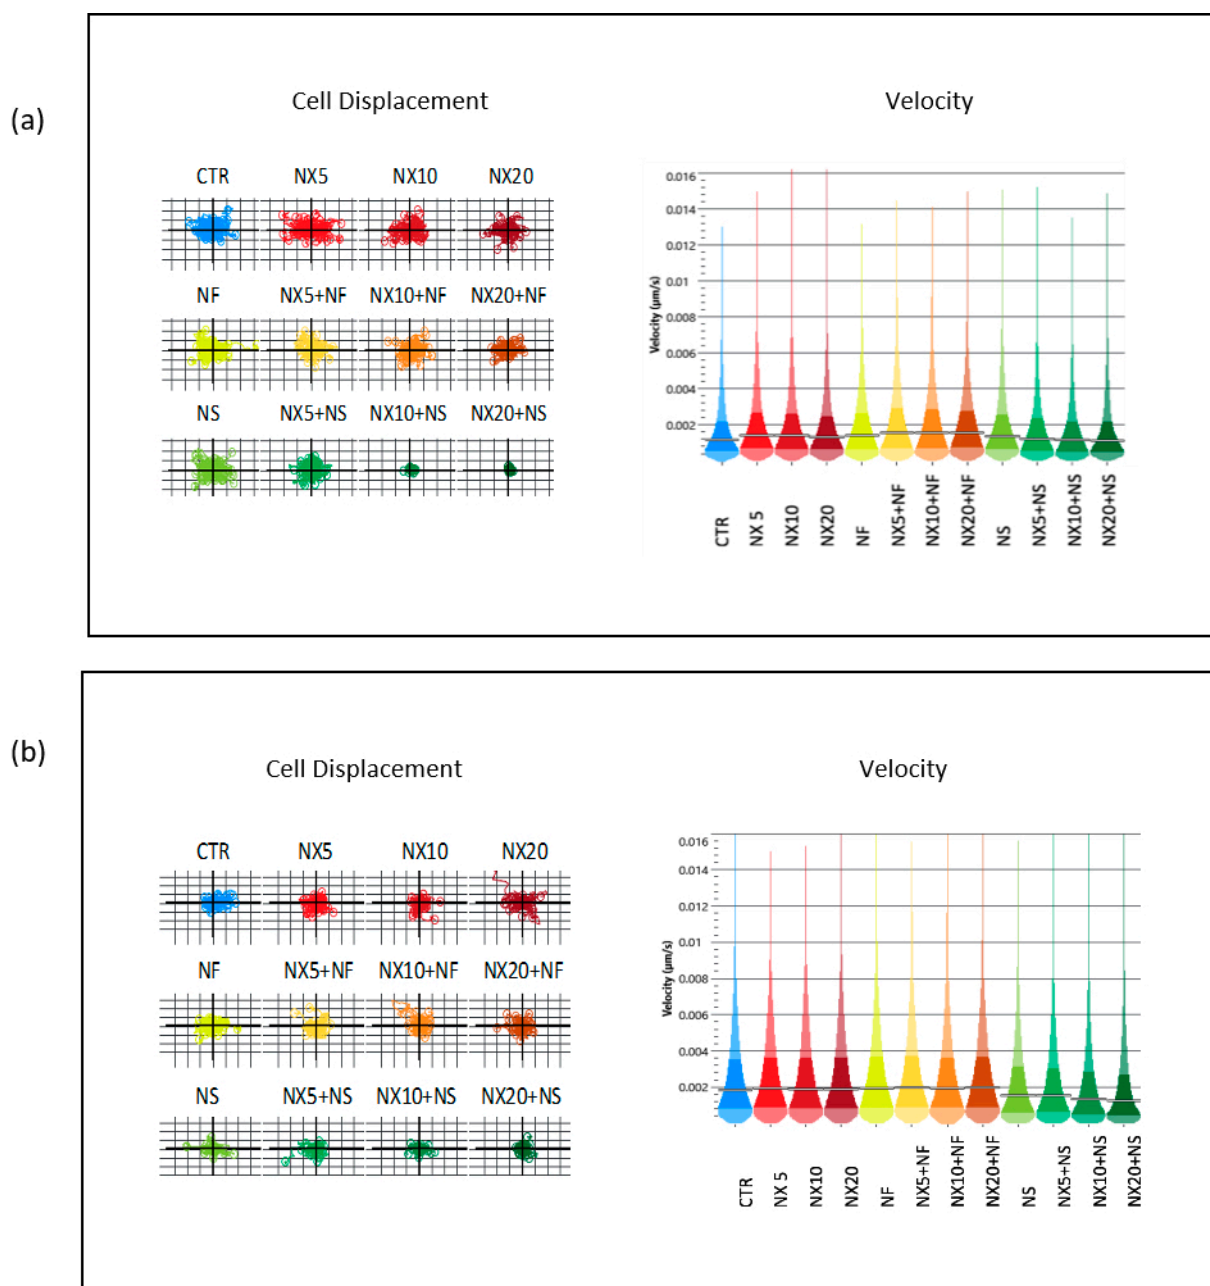 (a)
Cell Displacement
Velocity
CTR NX5 NX10 NX20
NF NX5+NF NX10+NF NX20+NF
NS NX5+NS NX10+NS NX20+NS
Velocity (µm/s)
0.016
0.014
0.012
0.01
0.008
0.006
0.004
0.002
CTR NX 5 NX10 NX20 NF NX5+NF NX10+NF NX20+NF NS NX5+NS NX10+NS NX20+NS
(b)
Cell Displacement
Velocity
CTR NX5 NX10 NX20
NF NX5+NF NX10+NF NX20+NF
NS NX5+NS NX10+NS NX20+NS
Velocity (µm/s)
0.016
0.014
0.012
0.01
0.008
0.006
0.004
0.002
CTR NX 5 NX10 NX20 NF NX5+NF NX10+NF NX20+NF NS NX5+NS NX10+NS NX20+NS